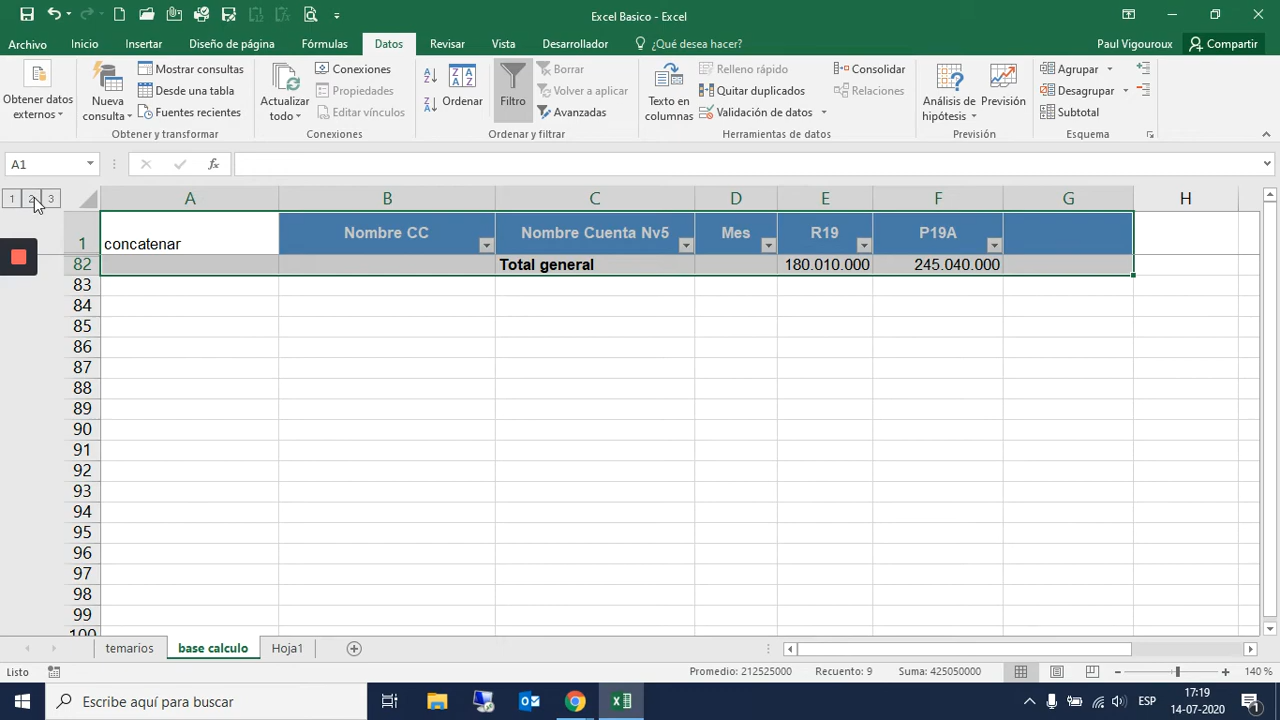 Excel Basico - Excel
Archivo Inicio Insertar Diseño de página Fórmulas Datos Revisar Vista Desarrollador ¿Qué desea hacer? Paul Vigouroux Compartir
Obtener datos externos
Nueva consulta
Mostrar consultas
Desde una tabla
Fuentes recientes
Obtener y transformar
Actualizar todo
Conexiones
Propiedades
Editar vínculos
Conexiones
Ordenar
Filtro
Borrar
Volver a aplicar
Avanzadas
Ordenar y filtrar
Texto en columnas
Relleno rápido
Quitar duplicados
Validación de datos
Consolidar
Relaciones
Herramientas de datos
Análisis de hipótesis
Previsión
Previsión
Agrupar
Desagrupar
Subtotal
Esquema
A1 fx
1 2 3 A B C D E F G H
1 concatenar Nombre CC Nombre Cuenta Nv5 Mes R19 P19A
82 Total general 180.010.000 245.040.000
83
84
85
86
87
88
89
90
91
92
93
94
95
96
97
98
99
100
temarios base calculo Hoja1
Listo Promedio: 212525000 Recuento: 9 Suma: 425050000 140 %
Escribe aquí para buscar ESP 17:19
14-07-2020 1